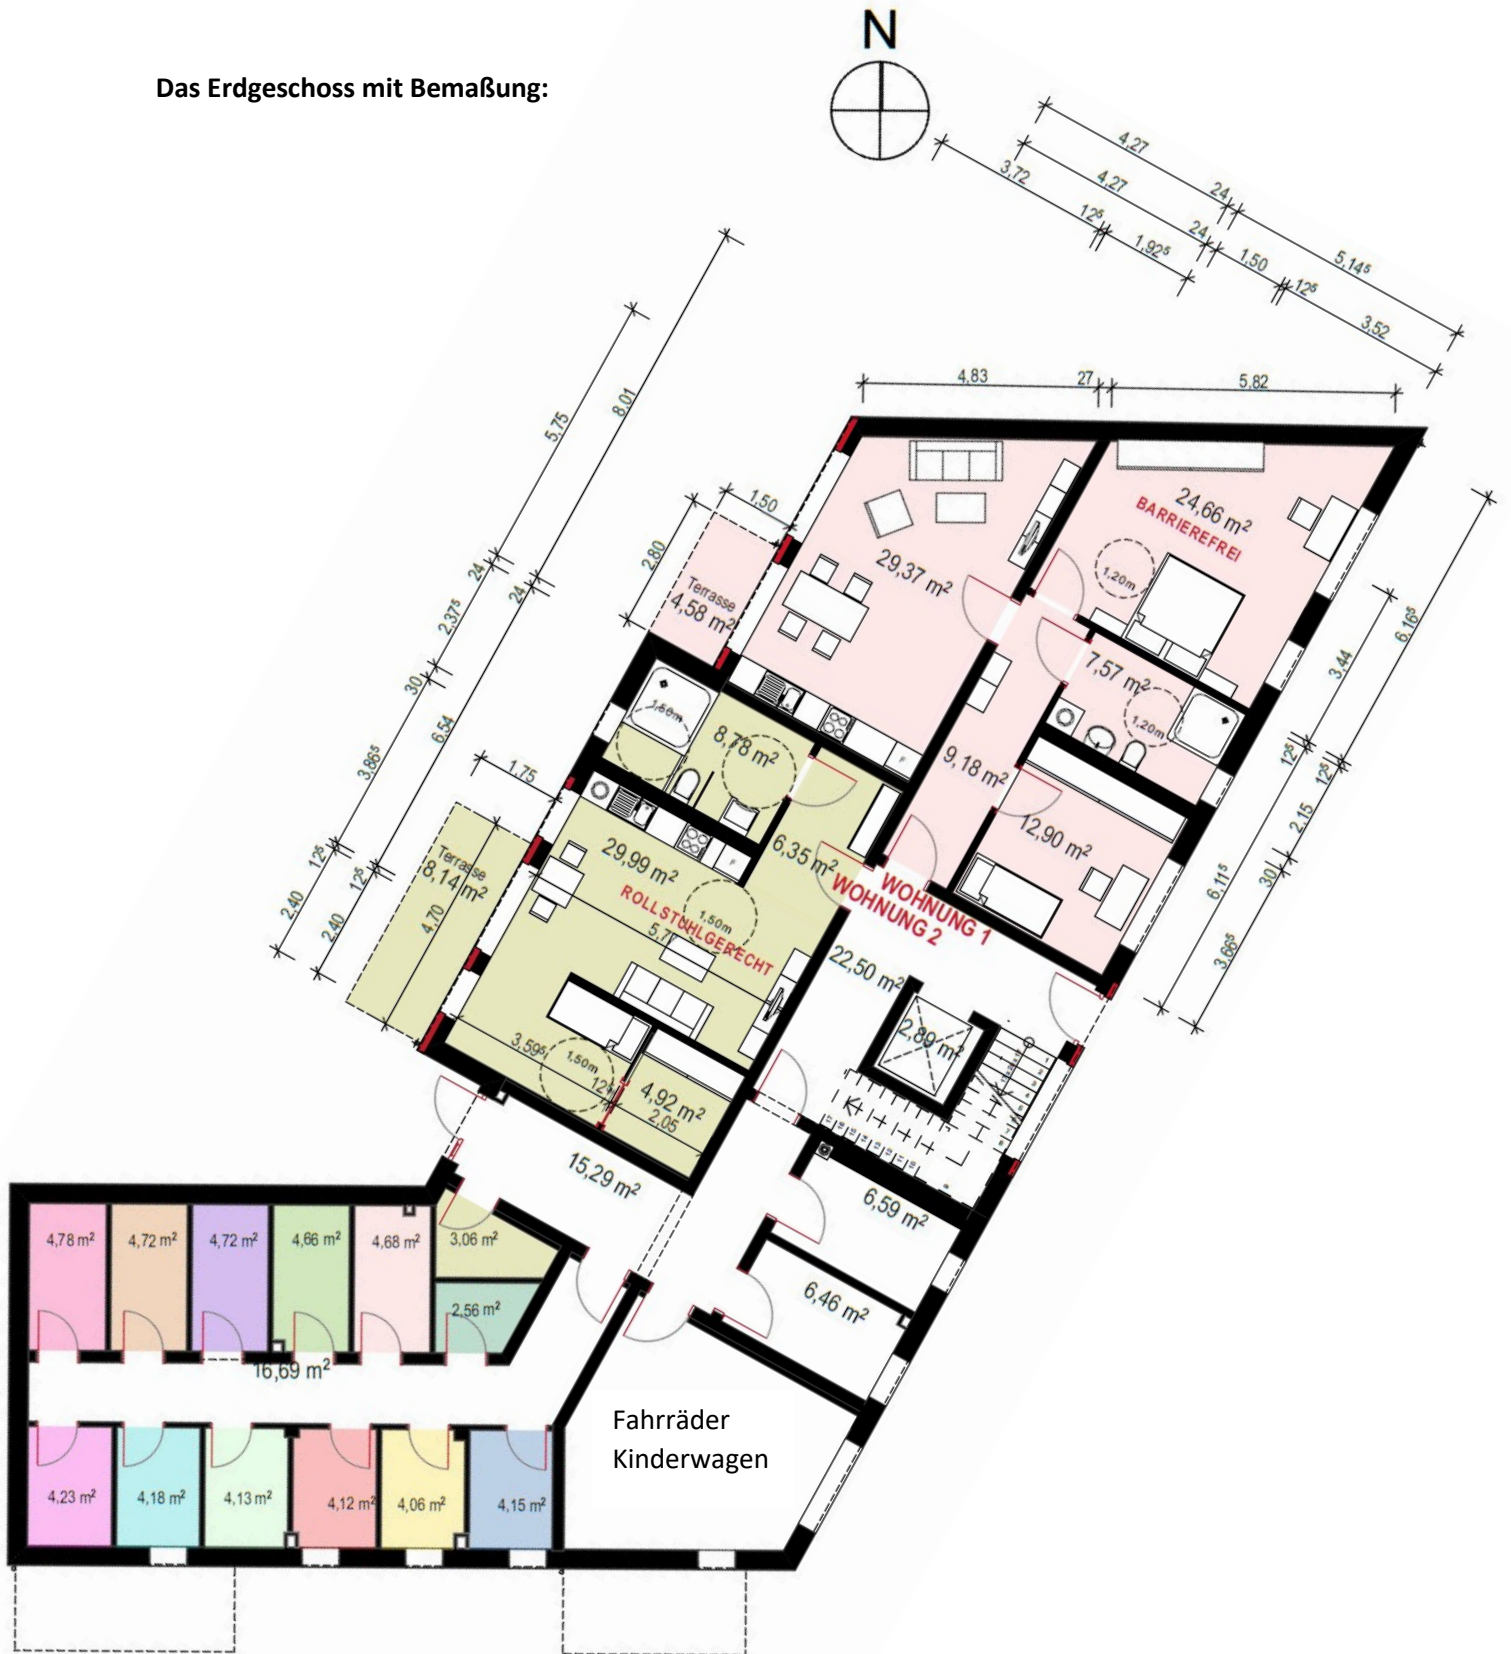 N
Das Erdgeschoss mit Bemaßung:
4,27
24
5,14⁵
3,72
4,27
24
1,50
12⁵
3,52
12⁵
1,92⁵
8,01
5,75
24
24
2,37⁵
30
6,54
3,86⁵
12⁵
12⁵
2,40
2,40
4,83
27
5,82
1,50
2,80
Terrasse
4,58 m²
29,37 m²
24,66 m²
BARRIEREFREI
1,20m
7,57 m²
1,20m
9,18 m²
12,90 m²
6,16⁵
3,44
12⁵
12⁵
2,15
6,11⁵
30
3,66⁵
1,50m
8,78 m²
1,75
Terrasse
8,14 m²
4,70
29,99 m²
ROLLSTUHLGERECHT
1,50m
5,7
6,35 m²
WOHNUNG 1
WOHNUNG 2
22,50 m²
2,89 m²
3,59⁵
1,50m
12
4,92 m²
2,05
15,29 m²
6,59 m²
6,46 m²
4,78 m²
4,72 m²
4,72 m²
4,66 m²
4,68 m²
3,06 m²
2,56 m²
16,69 m²
4,23 m²
4,18 m²
4,13 m²
4,12 m²
4,06 m²
4,15 m²
Fahrräder
Kinderwagen